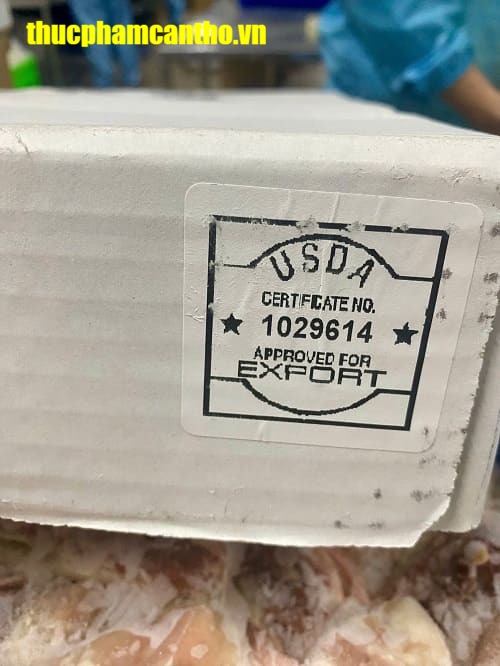 thucphamcantho.vn
USDA
CERTIFICATE NO.
1029614
APPROVED FOR
EXPORT